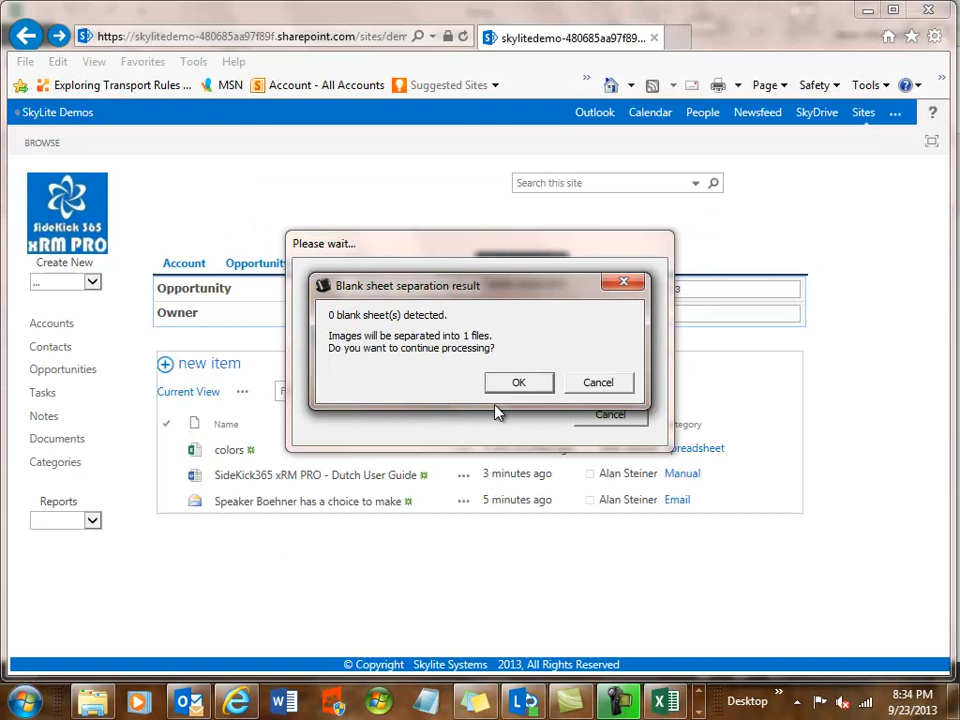 https://skylitedemo-480685aa97f89f.sharepoint.com/sites/dem
skylitedemo-480685aa97f89...
File Edit View Favorites Tools Help
Exploring Transport Rules ... MSN Account - All Accounts Suggested Sites
Page Safety Tools
SkyLite Demos
Outlook Calendar People Newsfeed SkyDrive Sites ...
BROWSE
SideKick 365
xRM PRO
Search this site
Please wait...
Create New
...
Account
Opportunity
Owner
Blank sheet separation result
0 blank sheet(s) detected.
Images will be separated into 1 files.
Do you want to continue processing?
OK Cancel
Cancel
Accounts
Contacts
Opportunities
Tasks
Notes
Documents
Categories
Reports
new item
Current View ...
Name
colors
SideKick365 xRM PRO - Dutch User Guide ... 3 minutes ago Alan Steiner Manual
Speaker Boehner has a choice to make ... 5 minutes ago Alan Steiner Email
© Copyright Skylite Systems 2013, All Rights Reserved
Desktop
8:34 PM
9/23/2013